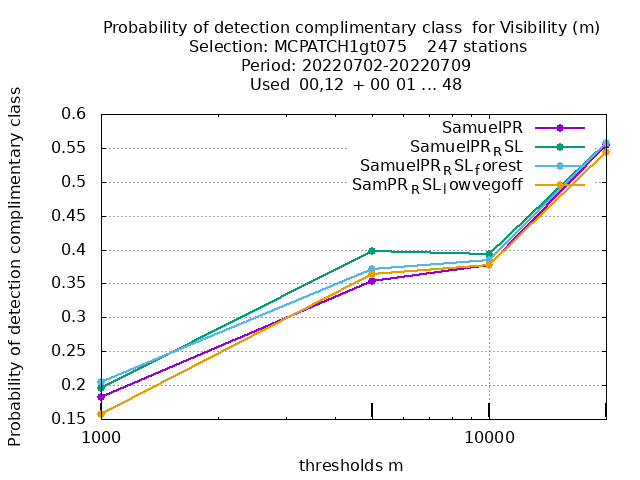 Probability of detection complimentary class  for Visibility (m)
Selection: MCPATCH1gt075    247 stations
Period: 20220702-20220709
Used  00,12  + 00 01 ... 48
Probability of detection complimentary class
0.6
0.55
0.5
0.45
0.4
0.35
0.3
0.25
0.2
0.15
SamuelPR
SamuelPR_RSL
SamuelPR_RSL_forest
SamPR_RSL_lowvegoff
1000
10000
thresholds m